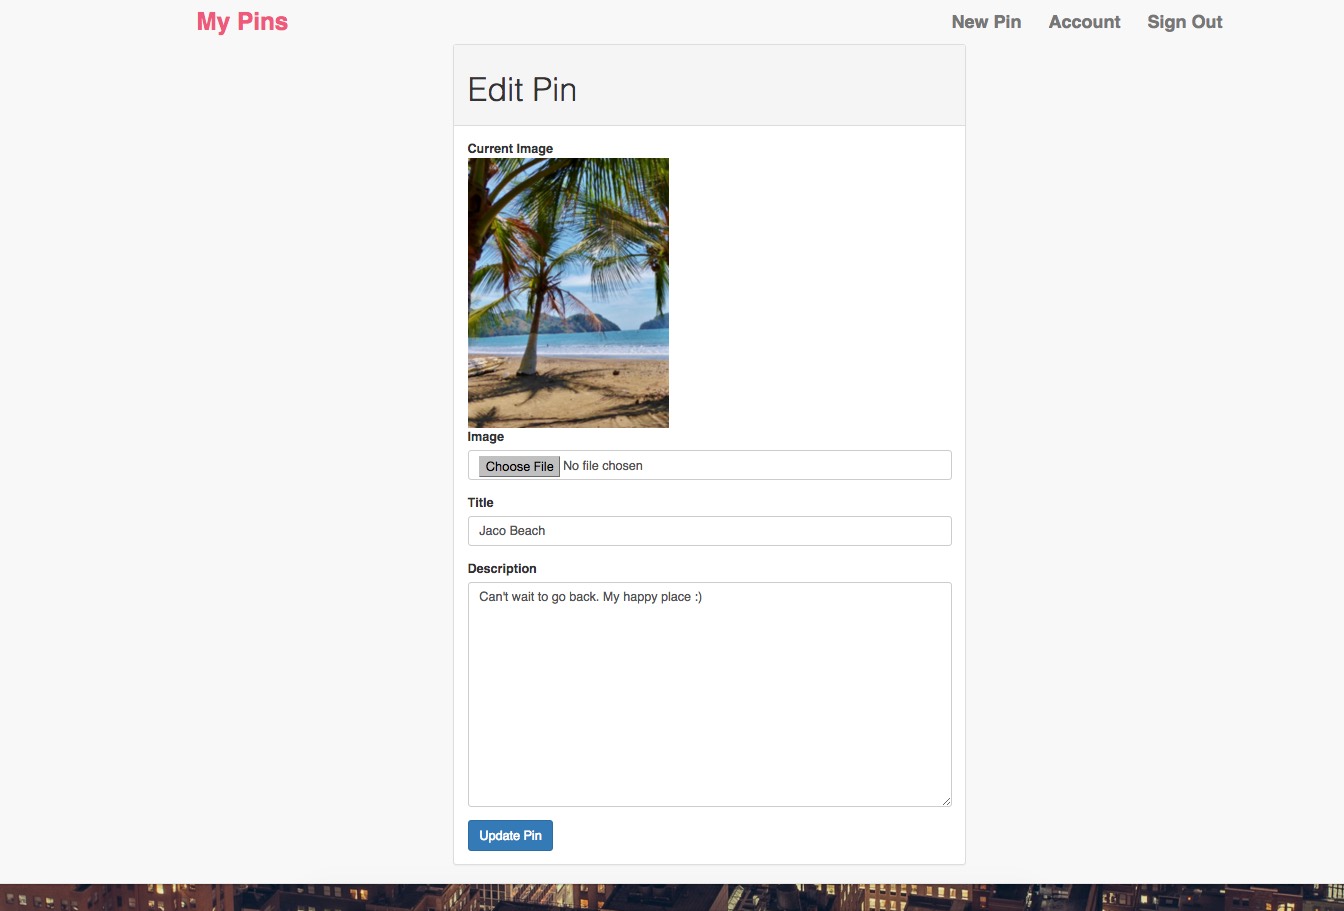 My Pins
New Pin Account Sign Out
Edit Pin
Current Image
Image
Choose File No file chosen
Title
Jaco Beach
Description
Can't wait to go back. My happy place :)
Update Pin